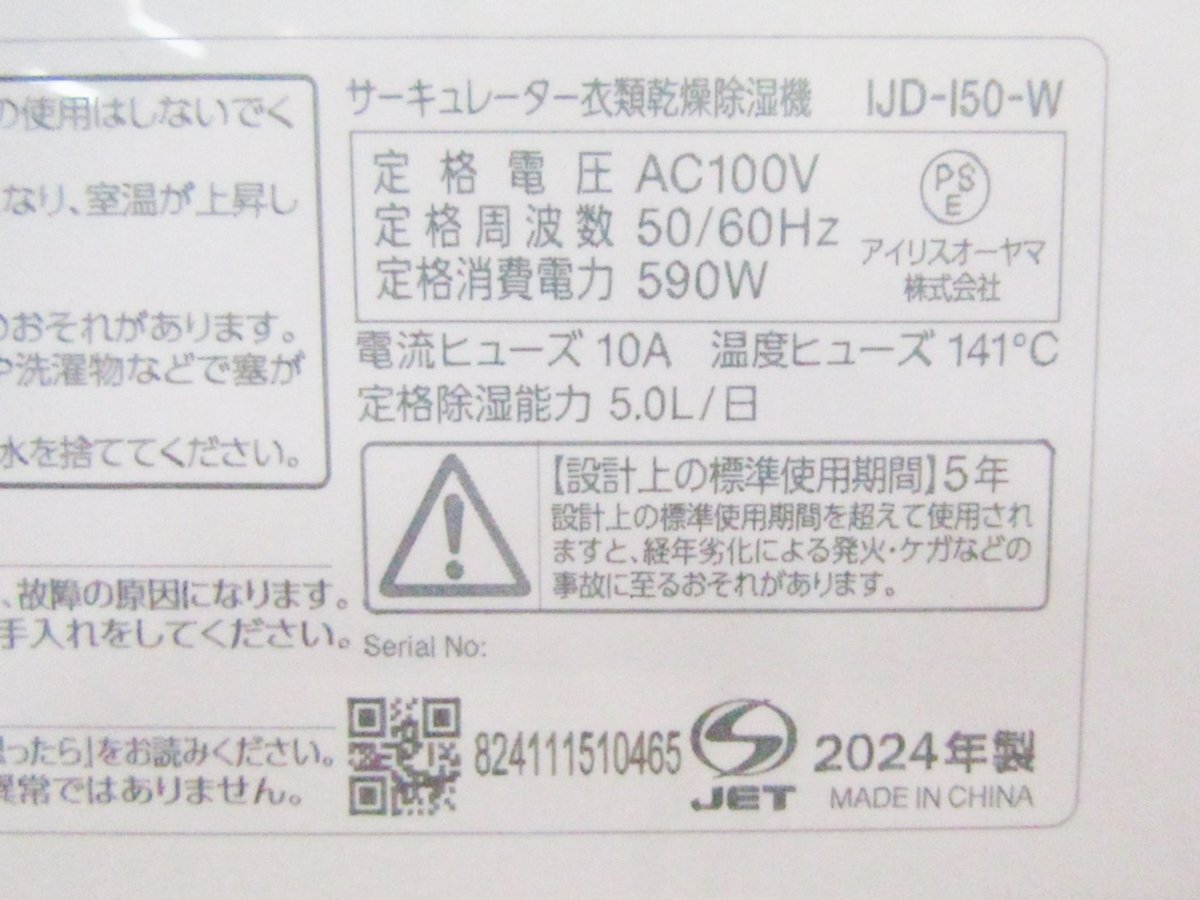 の使用はしないでく
なり、室温が上昇し
のおそれがあります。
や洗濯物などで塞が
水を捨ててください。
、故障の原因になります。
手入れをしてください。
ったら」をお読みください。
異常ではありません。
サーキュレーター衣類乾燥除湿機 IJD-I50-W
定格電圧 AC100V
定格周波数 50/60Hz
定格消費電力 590W
PSE
アイリスオーヤマ
株式会社
電流ヒューズ 10A 温度ヒューズ 141°C
定格除湿能力 5.0L/日
【設計上の標準使用期間】5年
設計上の標準使用期間を超えて使用され
ますと、経年劣化による発火・ケガなどの
事故に至るおそれがあります。
Serial No:
824111510465
JET
2024年製
MADE IN CHINA